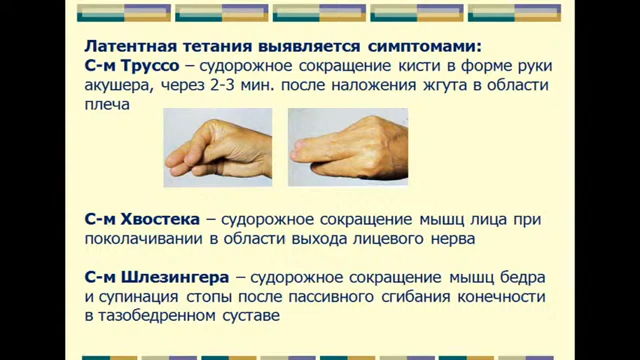 Латентная тетания выявляется симптомами:
С-м Труссо – судорожное сокращение кисти в форме руки
акушера, через 2-3 мин. после наложения жгута в области
плеча
С-м Хвостека – судорожное сокращение мышц лица при
поколачивании в области выхода лицевого нерва
С-м Шлезингера – судорожное сокращение мышц бедра
и супинация стопы после пассивного сгибания конечности
в тазобедренном суставе